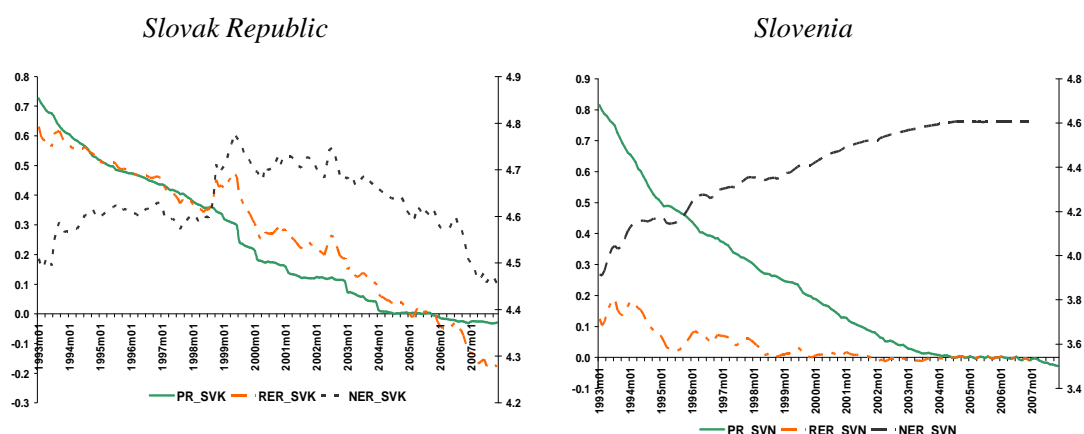 Slovak Republic
Slovenia
0.8
0.7
0.6
0.5
0.4
0.3
0.2
0.1
0.0
-0.1
-0.2
-0.3
4.9
4.8
4.7
4.6
4.5
4.4
4.3
4.2
1993m01
1994m01
1995m01
1996m01
1997m01
1998m01
1999m01
2000m01
2001m01
2002m01
2003m01
2004m01
2005m01
2006m01
2007m01
PR_SVK RER_SVK NER_SVK
0.9
0.8
0.7
0.6
0.5
0.4
0.3
0.2
0.1
0.0
-0.1
4.8
4.6
4.4
4.2
4.0
3.8
3.6
3.4
1993m01
1994m01
1995m01
1996m01
1997m01
1998m01
1999m01
2000m01
2001m01
2002m01
2003m01
2004m01
2005m01
2006m01
2007m01
PR_SVN RER_SVN NER_SVN